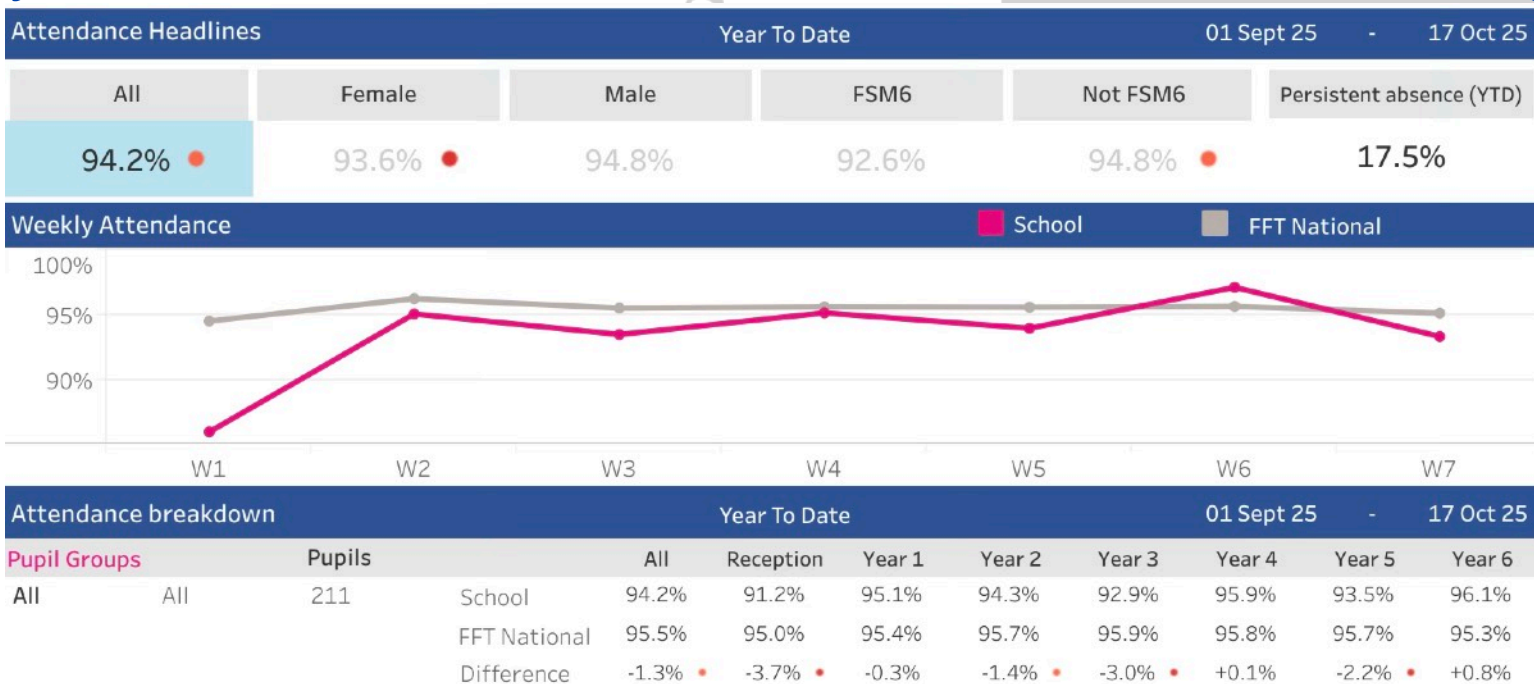 Attendance Headlines Year To Date 01 Sept 25 - 17 Oct 25
All Female Male FSM6 Not FSM6 Persistent absence (YTD)
94.2% 93.6% 94.8% 92.6% 94.8% 17.5%
Weekly Attendance School FFT National
100%
95%
90%
W1 W2 W3 W4 W5 W6 W7
Attendance breakdown Year To Date 01 Sept 25 - 17 Oct 25
Pupil Groups Pupils All Reception Year 1 Year 2 Year 3 Year 4 Year 5 Year 6
All All 211 School 94.2% 91.2% 95.1% 94.3% 92.9% 95.9% 93.5% 96.1%
FFT National 95.5% 95.0% 95.4% 95.7% 95.9% 95.8% 95.7% 95.3%
Difference -1.3% -3.7% -0.3% -1.4% -3.0% +0.1% -2.2% +0.8%